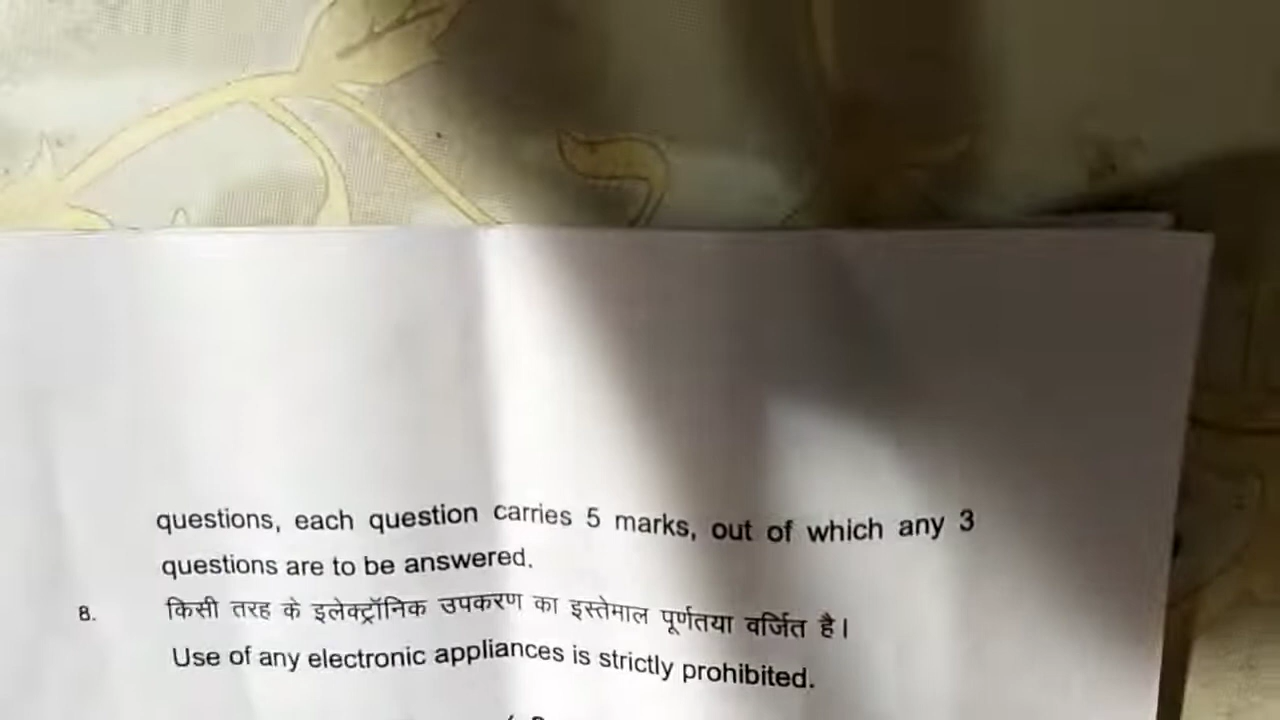 questions, each question carries 5 marks, out of which any 3
questions are to be answered.
8. किसी तरह के इलेक्ट्रॉनिक उपकरण का इस्तेमाल पूर्णतया वर्जित है।
Use of any electronic appliances is strictly prohibited.